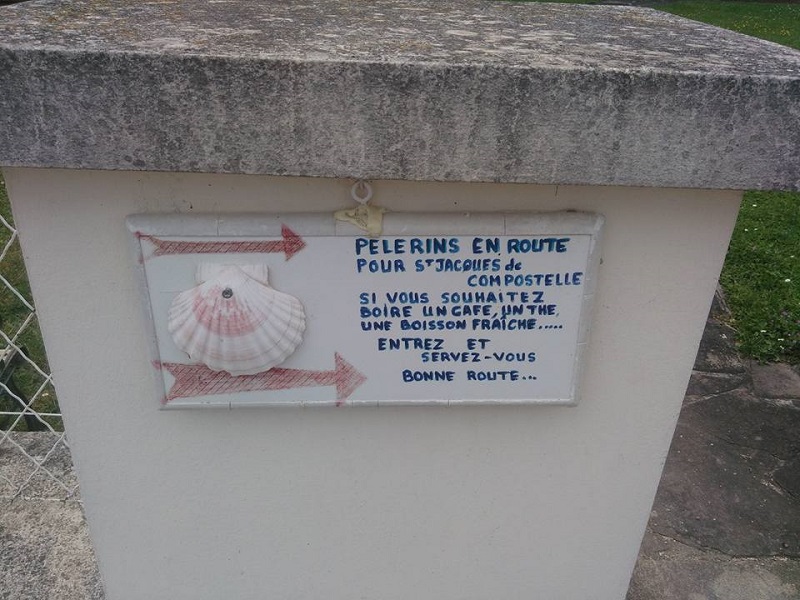 PELERINS EN ROUTE
POUR ST JACQUES de
COMPOSTELLE
SI VOUS SOUHAITEZ
BOIRE UN CAFE, UN THE,
UNE BOISSON FRAÎCHE.....
ENTREZ ET
SERVEZ-VOUS
BONNE ROUTE...